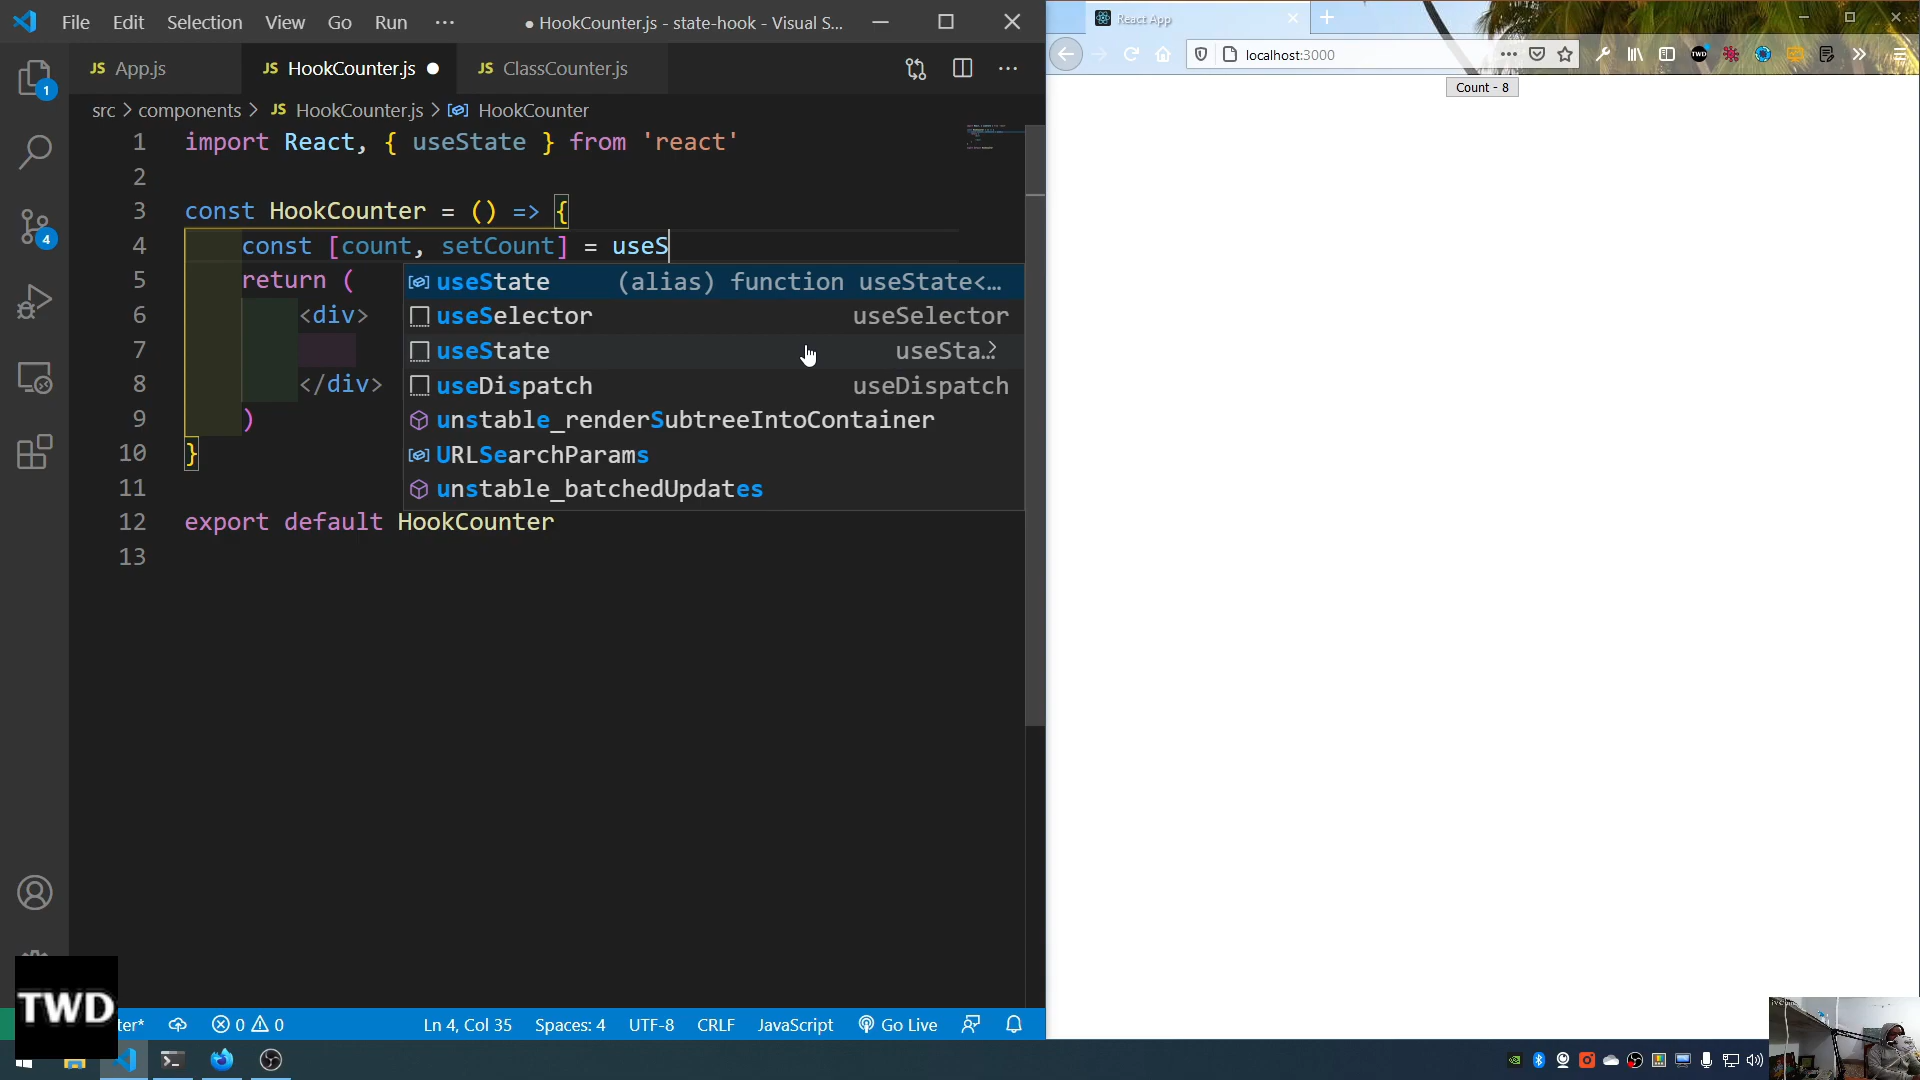 File Edit Selection View Go Run ··· ● HookCounter.js - state-hook - Visual S...
JS App.js JS HookCounter.js ● JS ClassCounter.js
src > components > JS HookCounter.js > HookCounter
1 import React, { useState } from 'react'
2
3 const HookCounter = () => {
4 const [count, setCount] = useS
5 return (
6 <div>
7
8 </div>
9 )
10 }
11
12 export default HookCounter
13
useState (alias) function useState<...
useSelector useSelector
useState useSta...
useDispatch useDispatch
unstable_renderSubtreeIntoContainer
URLSearchParams
unstable_batchedUpdates
1
4
TWD
ter* 0 0 Ln 4, Col 35 Spaces: 4 UTF-8 CRLF JavaScript Go Live
React App
localhost:3000
TWD
Count - 8